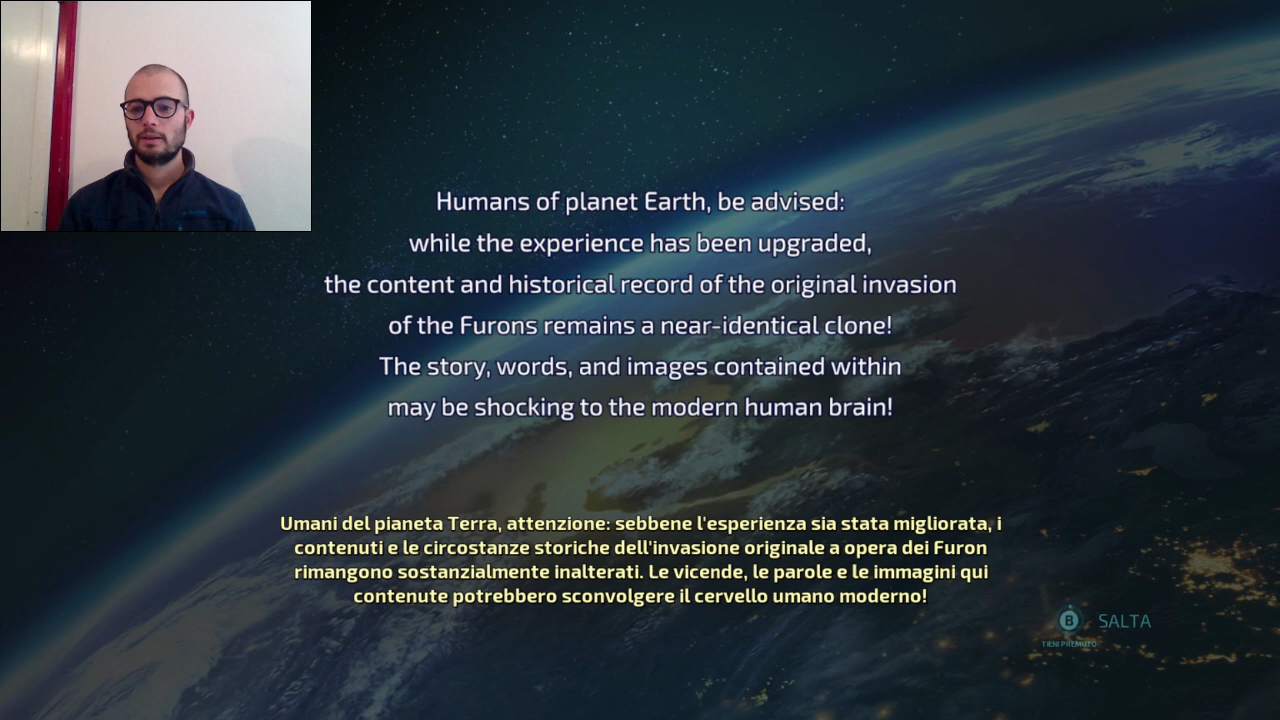 Humans of planet Earth, be advised:
while the experience has been upgraded,
the content and historical record of the original invasion
of the Furons remains a near-identical clone!
The story, words, and images contained within
may be shocking to the modern human brain!
Umani del pianeta Terra, attenzione: sebbene l'esperienza sia stata migliorata, i
contenuti e le circostanze storiche dell'invasione originale a opera dei Furon
rimangono sostanzialmente inalterati. Le vicende, le parole e le immagini qui
contenute potrebbero sconvolgere il cervello umano moderno!
B SALTA
TIENI PREMUTO